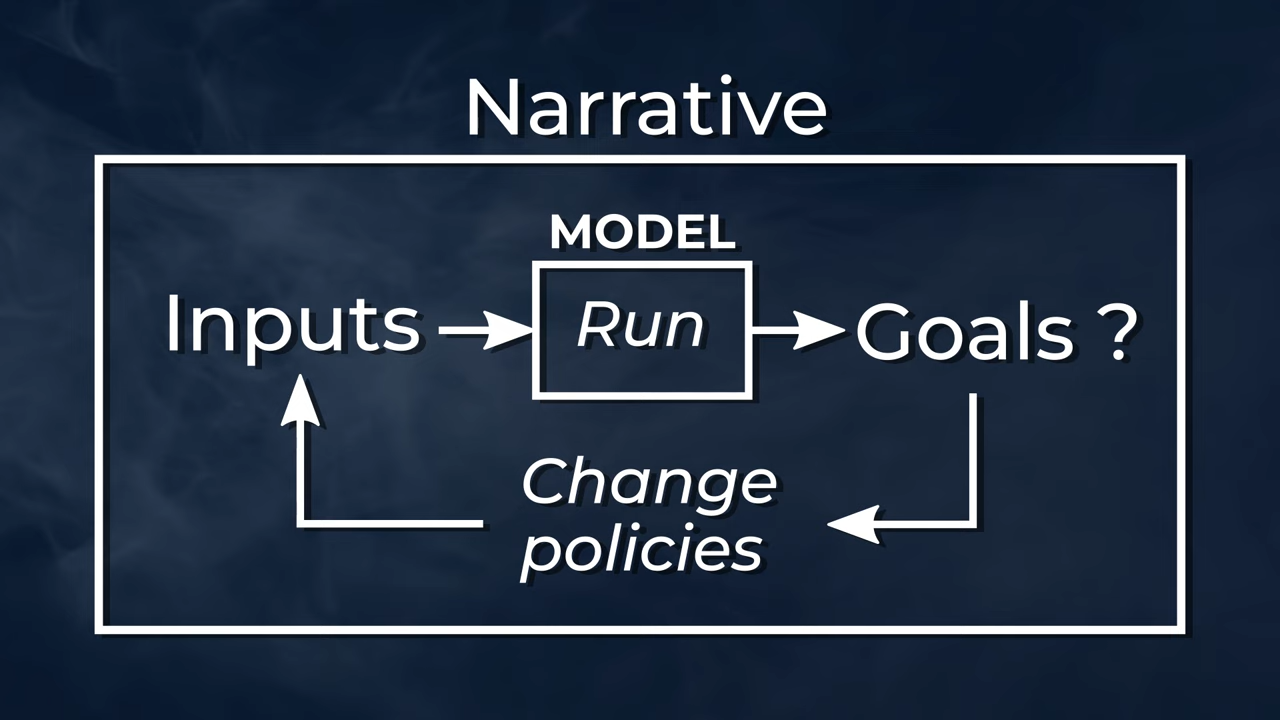 Narrative
MODEL
Inputs
Run
Goals ?
Change
policies